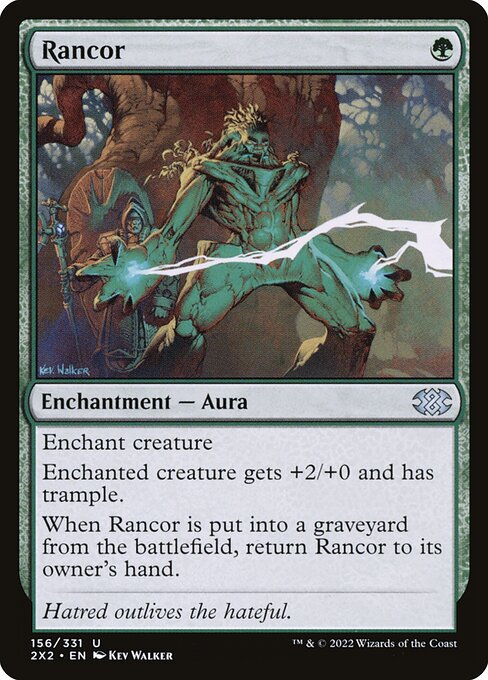 Rancor
Kev. Walker
Enchantment — Aura
Enchant creature
Enchanted creature gets +2/+0 and has
trample.
When Rancor is put into a graveyard
from the battlefield, return Rancor to its
owner's hand.
Hatred outlives the hateful.
156/331 U
2X2 • EN Kev Walker
™ & © 2022 Wizards of the Coast